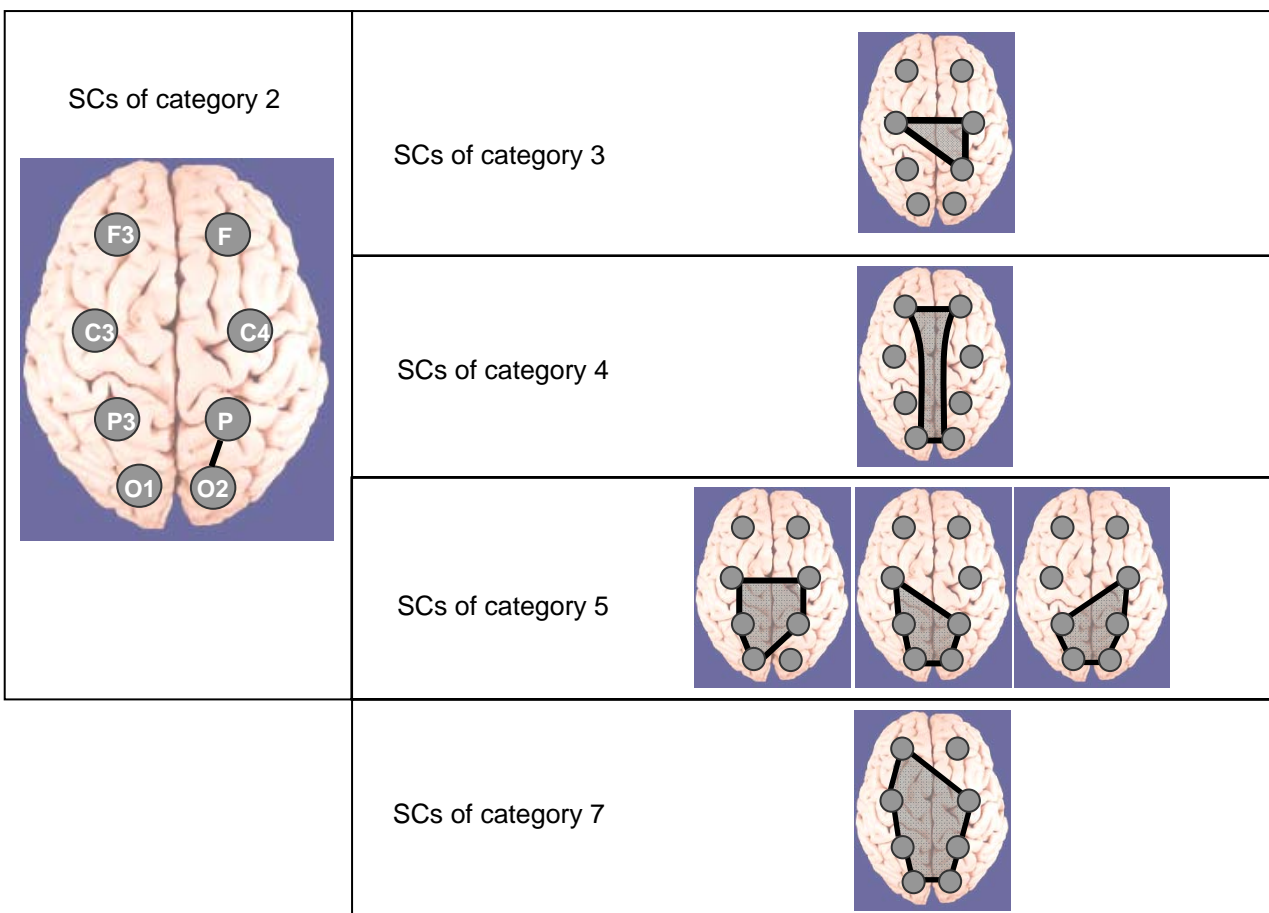 SCs of category 2
F3
F
C3
C4
P3
P
O1
O2
SCs of category 3
SCs of category 4
SCs of category 5
SCs of category 7